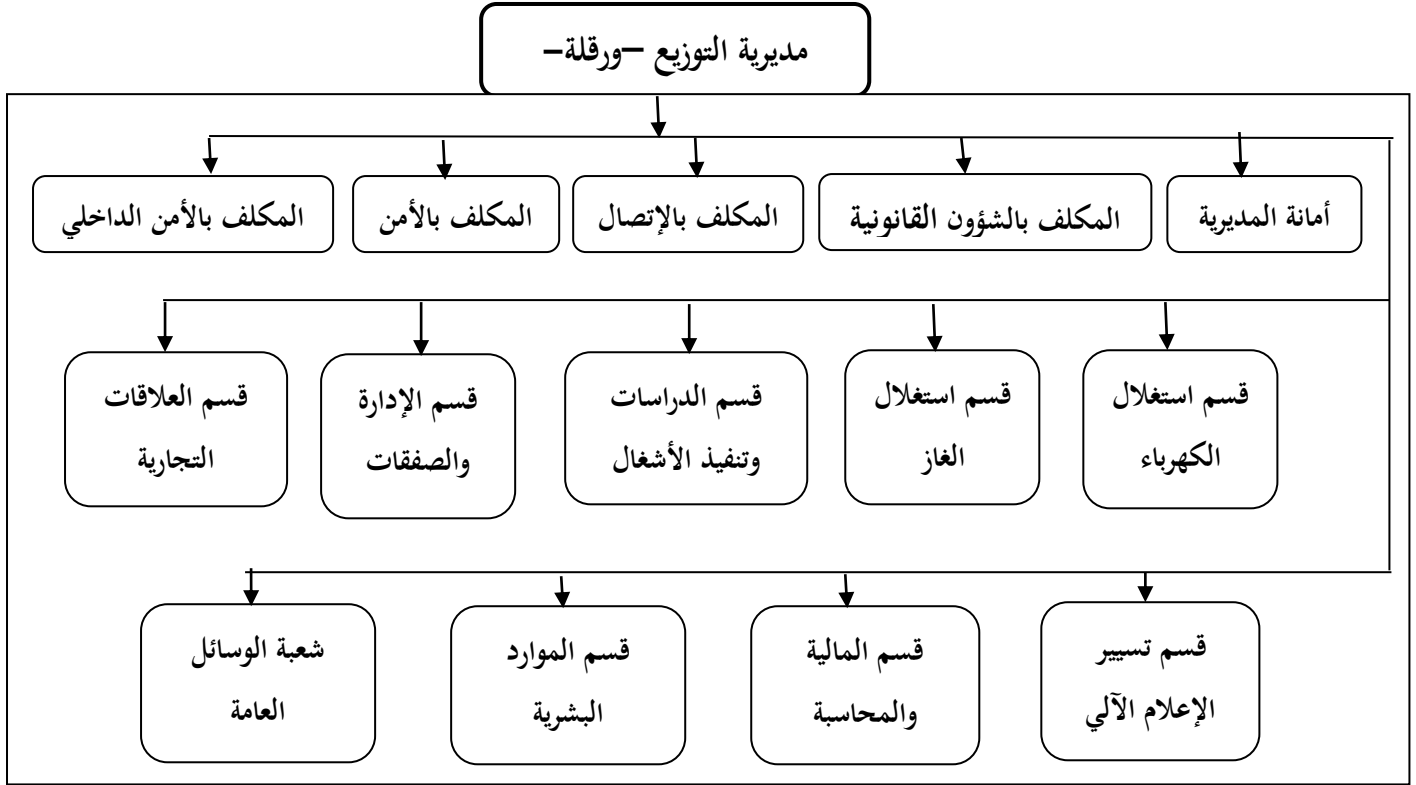 مديرية التوزيع –ورقلة–
أمانة المديرية
المكلف بالشؤون القانونية
المكلف بالإتصال
المكلف بالأمن
المكلف بالأمن الداخلي
قسم استغلال
الكهرباء
قسم استغلال
الغاز
قسم الدراسات
وتنفيذ الأشغال
قسم الإدارة
والصفقات
قسم العلاقات
التجارية
قسم تسيير
الإعلام الآلي
قسم المالية
والمحاسبة
قسم الموارد
البشرية
شعبة الوسائل
العامة